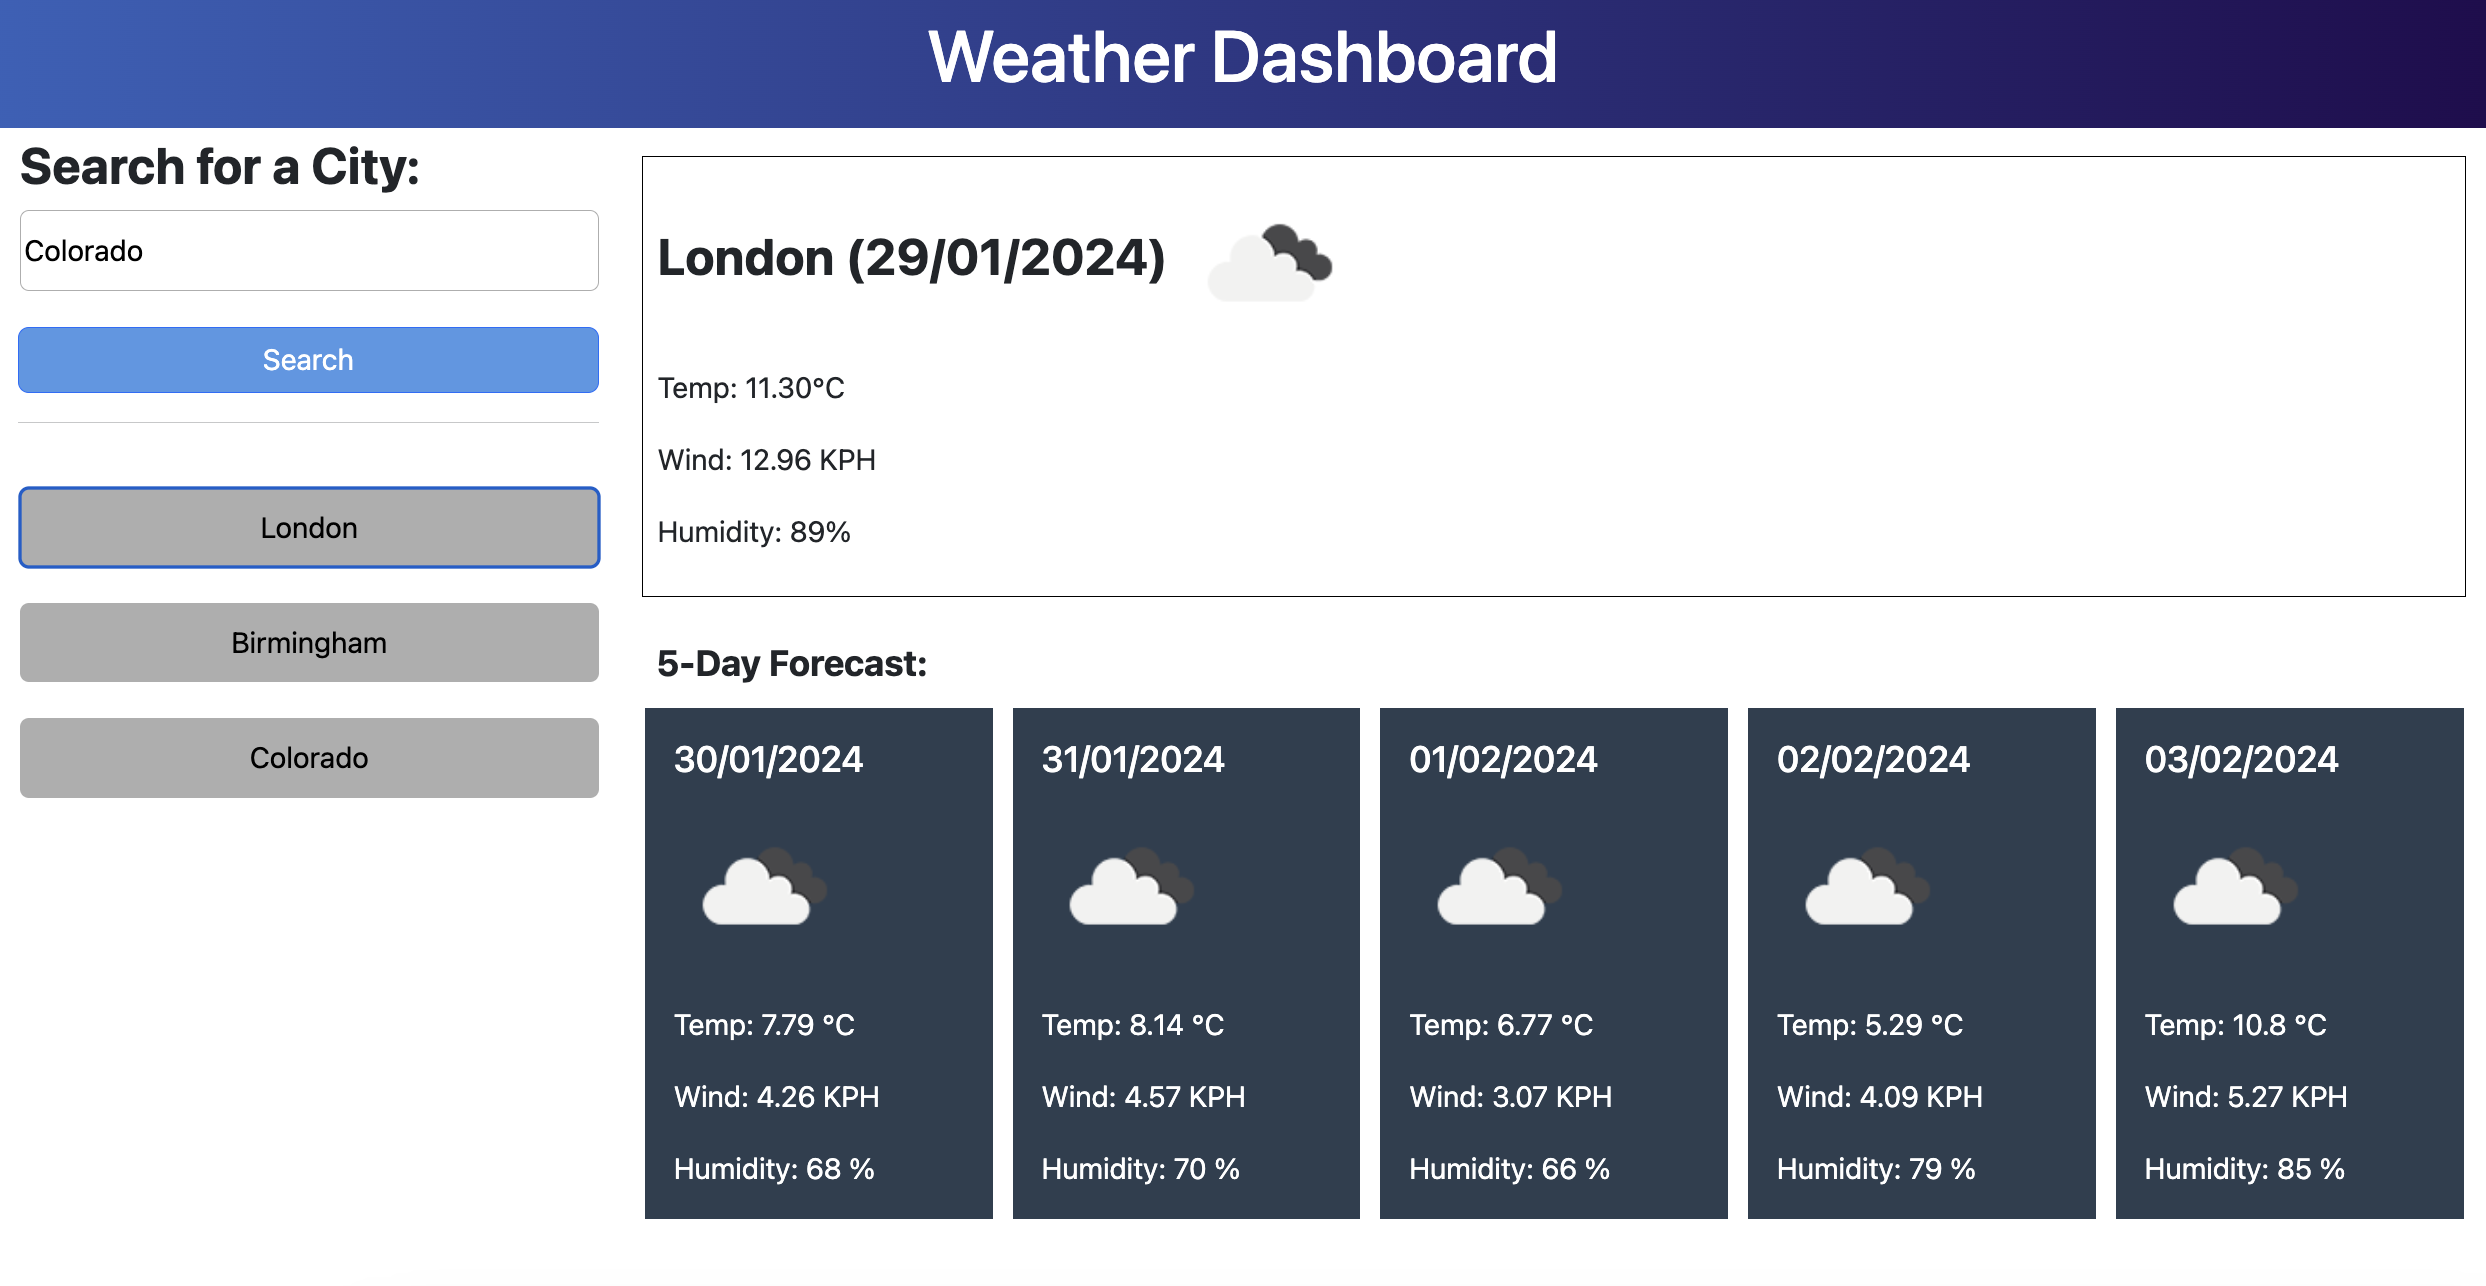 Weather Dashboard
Search for a City:
Colorado
Search
London
Birmingham
Colorado
London (29/01/2024)
Temp: 11.30°C
Wind: 12.96 KPH
Humidity: 89%
5-Day Forecast:
30/01/2024
Temp: 7.79 °C
Wind: 4.26 KPH
Humidity: 68 %
31/01/2024
Temp: 8.14 °C
Wind: 4.57 KPH
Humidity: 70 %
01/02/2024
Temp: 6.77 °C
Wind: 3.07 KPH
Humidity: 66 %
02/02/2024
Temp: 5.29 °C
Wind: 4.09 KPH
Humidity: 79 %
03/02/2024
Temp: 10.8 °C
Wind: 5.27 KPH
Humidity: 85 %